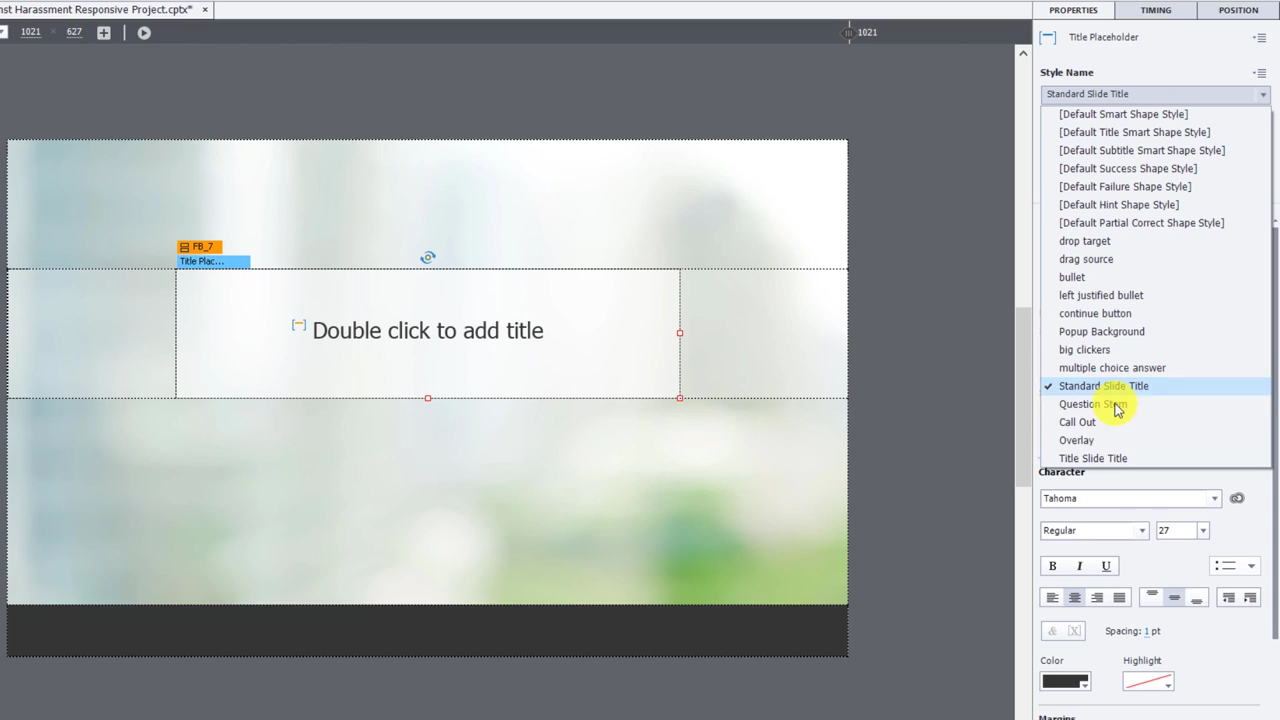 nst Harassment Responsive Project.cptx* ×
PROPERTIES TIMING POSITION
1021 × 627
1021
Title Placeholder
Style Name
Standard Slide Title
[Default Smart Shape Style]
[Default Title Smart Shape Style]
[Default Subtitle Smart Shape Style]
[Default Success Shape Style]
[Default Failure Shape Style]
[Default Hint Shape Style]
[Default Partial Correct Shape Style]
drop target
drag source
bullet
left justified bullet
continue button
Popup Background
big clickers
multiple choice answer
Standard Slide Title
Question Stem
Call Out
Overlay
Title Slide Title
FB_7
Title Plac...
Double click to add title
Character
Tahoma
Regular 27
B I U
& [X] Spacing: 1 pt
Color Highlight
Margins